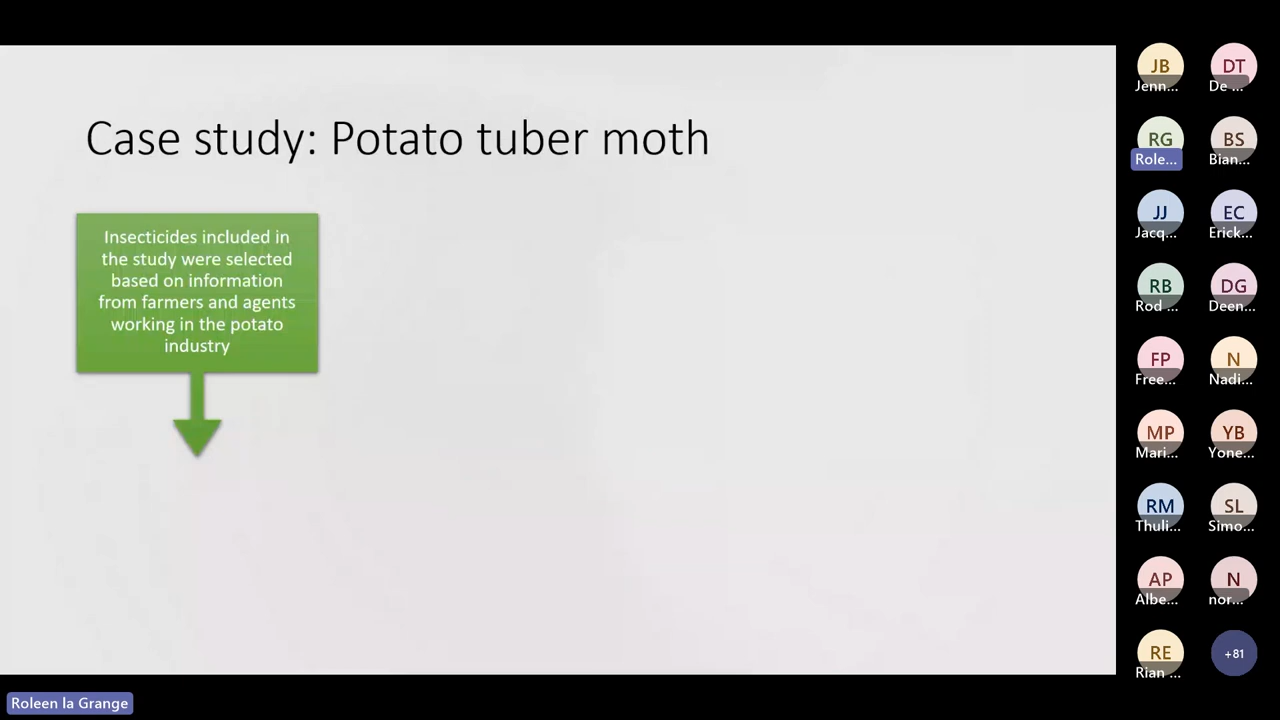 Case study: Potato tuber moth
Insecticides included in
the study were selected
based on information
from farmers and agents
working in the potato
industry
JB
Jenn...
DT
De ...
RG
Role...
BS
Bian...
JJ
Jacq...
EC
Erick...
RB
Rod ...
DG
Deen...
FP
Free...
N
Nadi...
MP
Mari...
YB
Yone...
RM
Thuli...
SL
Simo...
AP
Albe...
N
nor...
RE
Rian ...
+81
Roleen la Grange